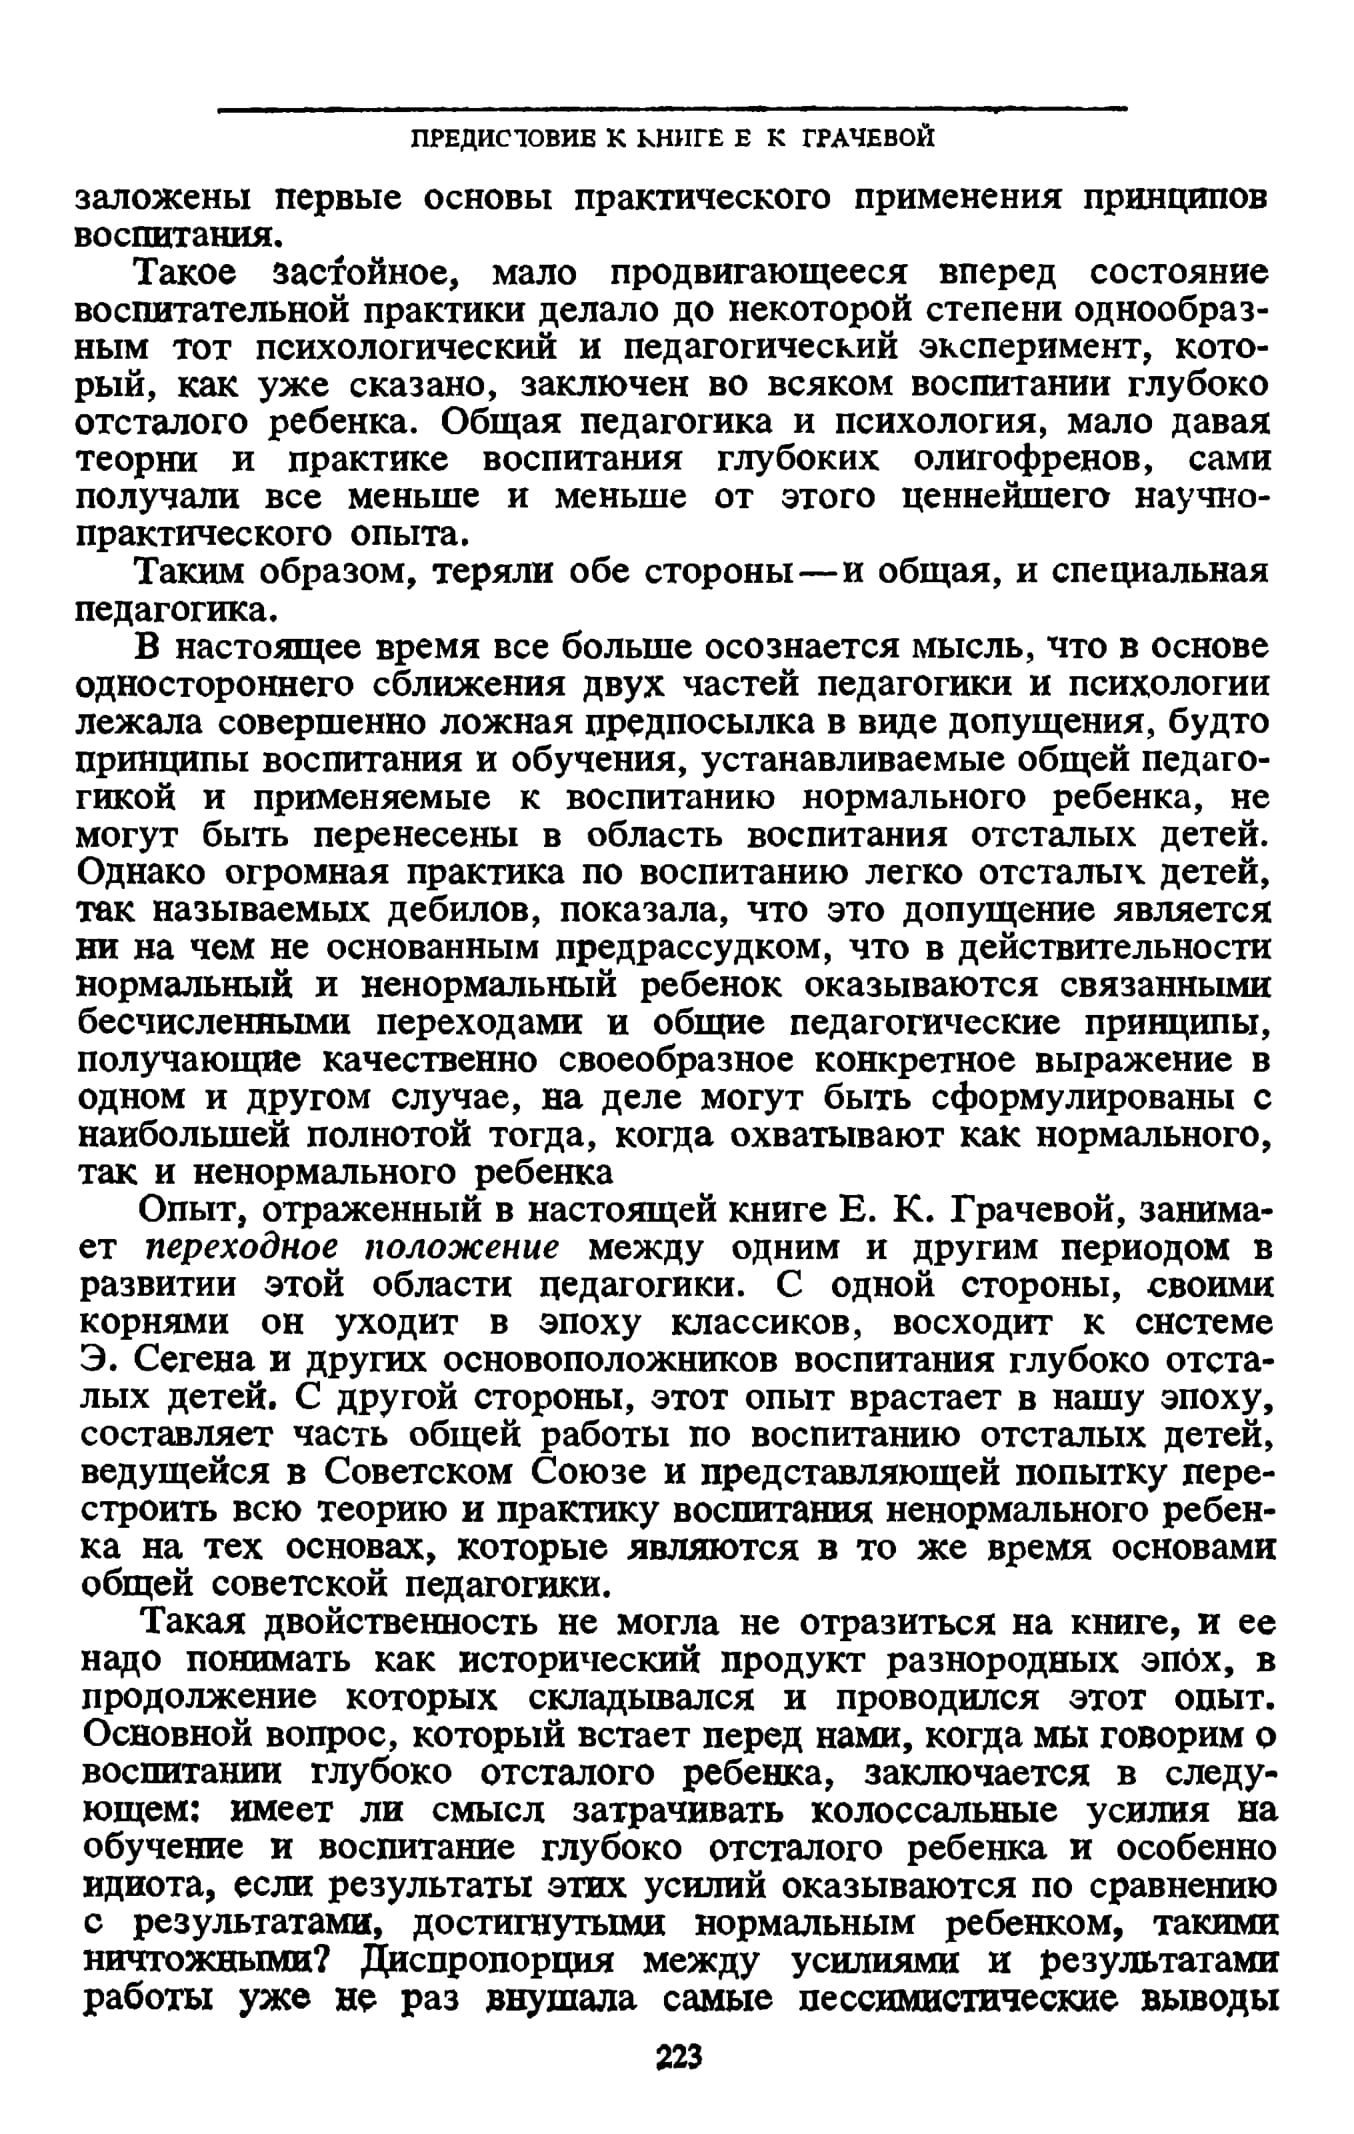 ПРЕДИСЛОВИЕ К КНИГЕ Е К ГРАЧЕВОЙ
заложены первые основы практического применения принципов
воспитания.
Такое застойное, мало продвигающееся вперед состояние
воспитательной практики делало до некоторой степени однообраз-
ным тот психологический и педагогический эксперимент, кото-
рый, как уже сказано, заключен во всяком воспитании глубоко
отсталого ребенка. Общая педагогика и психология, мало давая
теории и практике воспитания глубоких олигофренов, сами
получали все меньше и меньше от этого ценнейшего научно-
практического опыта.
Таким образом, теряли обе стороны — и общая, и специальная
педагогика.
В настоящее время все больше осознается мысль, что в основе
одностороннего сближения двух частей педагогики и психологии
лежала совершенно ложная предпосылка в виде допущения, будто
принципы воспитания и обучения, устанавливаемые общей педаго-
гикой и применяемые к воспитанию нормального ребенка, не
могут быть перенесены в область воспитания отсталых детей.
Однако огромная практика по воспитанию легко отсталых детей,
так называемых дебилов, показала, что это допущение является
ни на чем не основанным предрассудком, что в действительности
нормальный и ненормальный ребенок оказываются связанными
бесчисленными переходами и общие педагогические принципы,
получающие качественно своеобразное конкретное выражение в
одном и другом случае, на деле могут быть сформулированы с
наибольшей полнотой тогда, когда охватывают как нормального,
так и ненормального ребенка
Опыт, отраженный в настоящей книге Е. К. Грачевой, занима-
ет переходное положение между одним и другим периодом в
развитии этой области педагогики. С одной стороны, своими
корнями он уходит в эпоху классиков, восходит к системе
Э. Сегена и других основоположников воспитания глубоко отста-
лых детей. С другой стороны, этот опыт врастает в нашу эпоху,
составляет часть общей работы по воспитанию отсталых детей,
ведущейся в Советском Союзе и представляющей попытку пере-
строить всю теорию и практику воспитания ненормального ребен-
ка на тех основах, которые являются в то же время основами
общей советской педагогики.
Такая двойственность не могла не отразиться на книге, и ее
надо понимать как исторический продукт разнородных эпох, в
продолжение которых складывался и проводился этот опыт.
Основной вопрос, который встает перед нами, когда мы говорим о
воспитании глубоко отсталого ребенка, заключается в следу-
ющем: имеет ли смысл затрачивать колоссальные усилия на
обучение и воспитание глубоко отсталого ребенка и особенно
идиота, если результаты этих усилий оказываются по сравнению
с результатами, достигнутыми нормальным ребенком, такими
ничтожными? Диспропорция между усилиями и результатами
работы уже не раз внушала самые пессимистические выводы
223